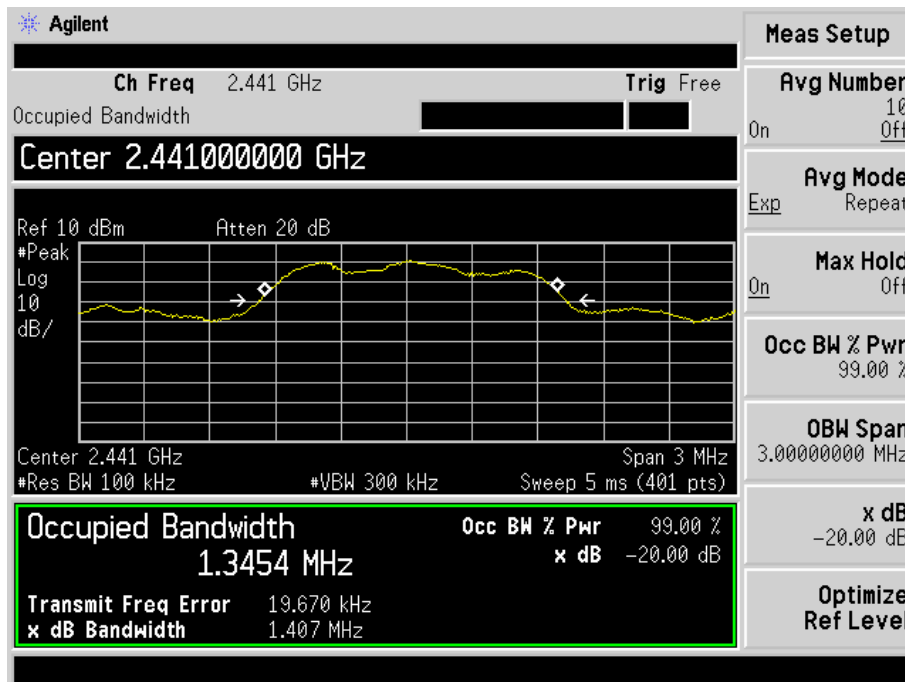 Agilent
Ch Freq 2.441 GHz Trig Free
Occupied Bandwidth
Center 2.441000000 GHz
Ref 10 dBm Atten 20 dB
#Peak
Log
10
dB/
Center 2.441 GHz Span 3 MHz
#Res BW 100 kHz #VBW 300 kHz Sweep 5 ms (401 pts)
Occupied Bandwidth Occ BW % Pwr 99.00 %
1.3454 MHz x dB -20.00 dB
Transmit Freq Error 19.670 kHz
x dB Bandwidth 1.407 MHz
Meas Setup
Avg Number
10
On Off
Avg Mode
Exp Repeat
Max Hold
On Off
Occ BW % Pwr
99.00 %
OBW Span
3.00000000 MHz
x dB
-20.00 dB
Optimize
Ref Level